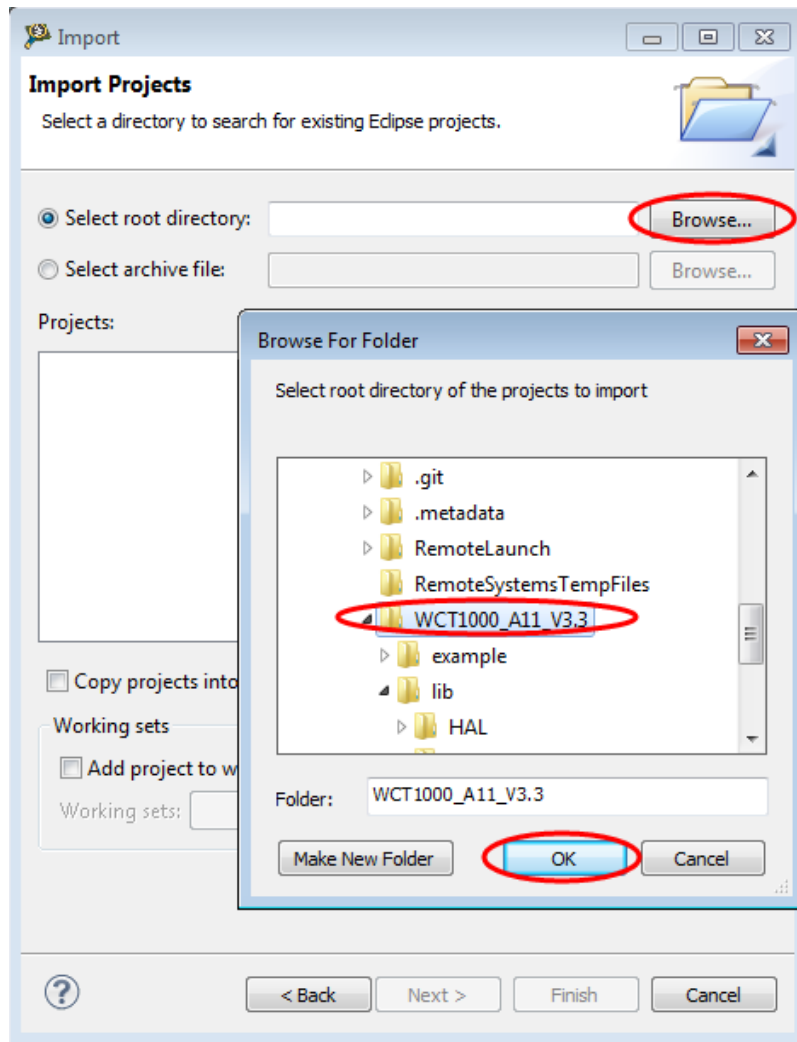 Import
Import Projects
Select a directory to search for existing Eclipse projects.
Select root directory:
Browse...
Select archive file:
Browse...
Projects:
Browse For Folder
Select root directory of the projects to import
.git
.metadata
RemoteLaunch
RemoteSystemsTempFiles
WCT1000_A11_V3.3
example
lib
HAL
Folder:
WCT1000_A11_V3.3
Make New Folder
OK
Cancel
Copy projects into
Working sets
Add project to w
Working sets:
?
< Back
Next >
Finish
Cancel